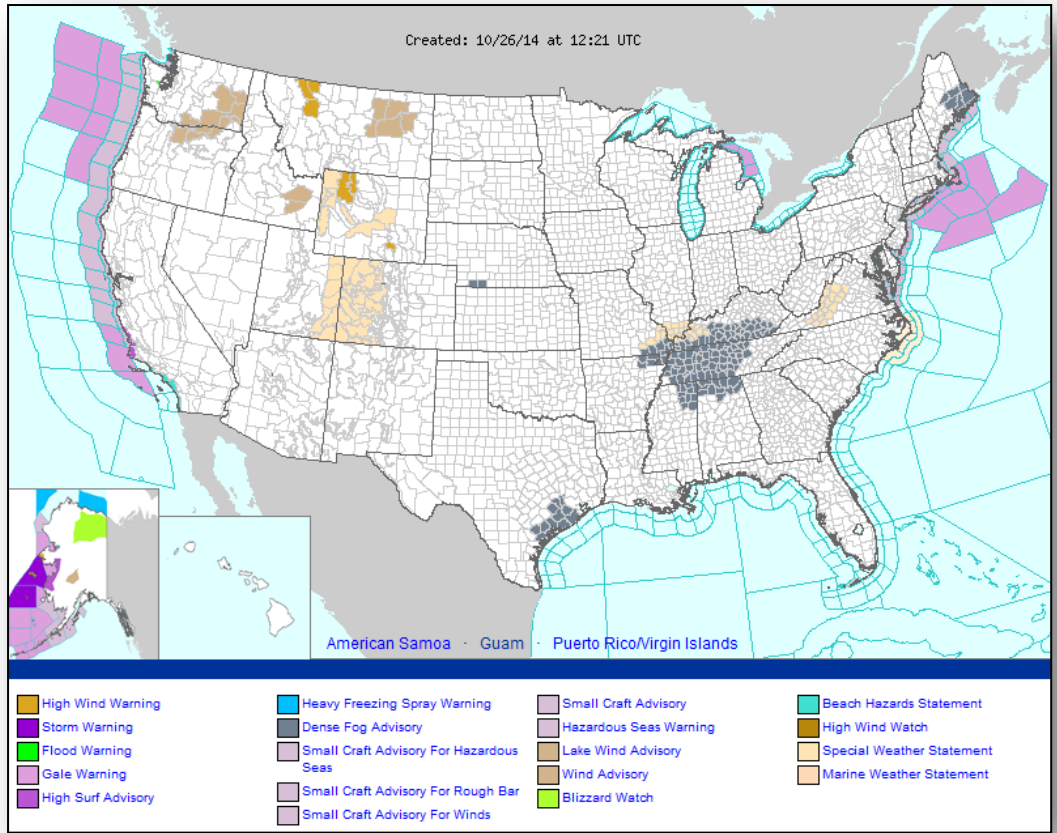 Created: 10/26/14 at 12:21 UTC
American Samoa · Guam · Puerto Rico/Virgin Islands
High Wind Warning
Storm Warning
Flood Warning
Gale Warning
High Surf Advisory
Heavy Freezing Spray Warning
Dense Fog Advisory
Small Craft Advisory For Hazardous
Seas
Small Craft Advisory For Rough Bar
Small Craft Advisory For Winds
Small Craft Advisory
Hazardous Seas Warning
Lake Wind Advisory
Wind Advisory
Blizzard Watch
Beach Hazards Statement
High Wind Watch
Special Weather Statement
Marine Weather Statement